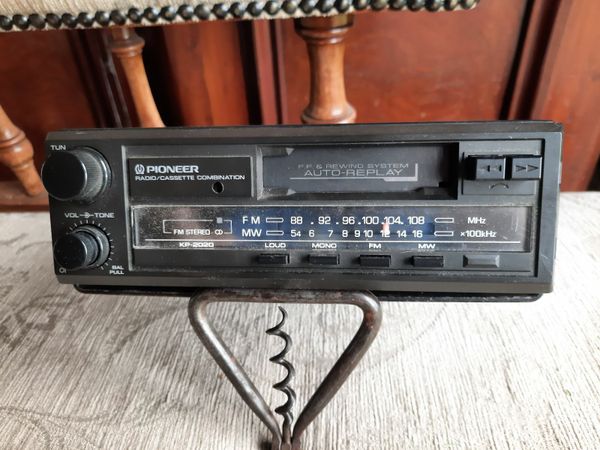 TUN
PIONEER
RADIO/CASSETTE COMBINATION
F.F. & REWIND SYSTEM
AUTO-REPLAY
VOL TONE
FM 88 . 92 . 96 . 100 . 104 . 108 MHz
MW 54 6 7 8 9 10 12 14 16 ×100kHz
FM STEREO
KP-2020
LOUD MONO FM MW
BAL
PULL